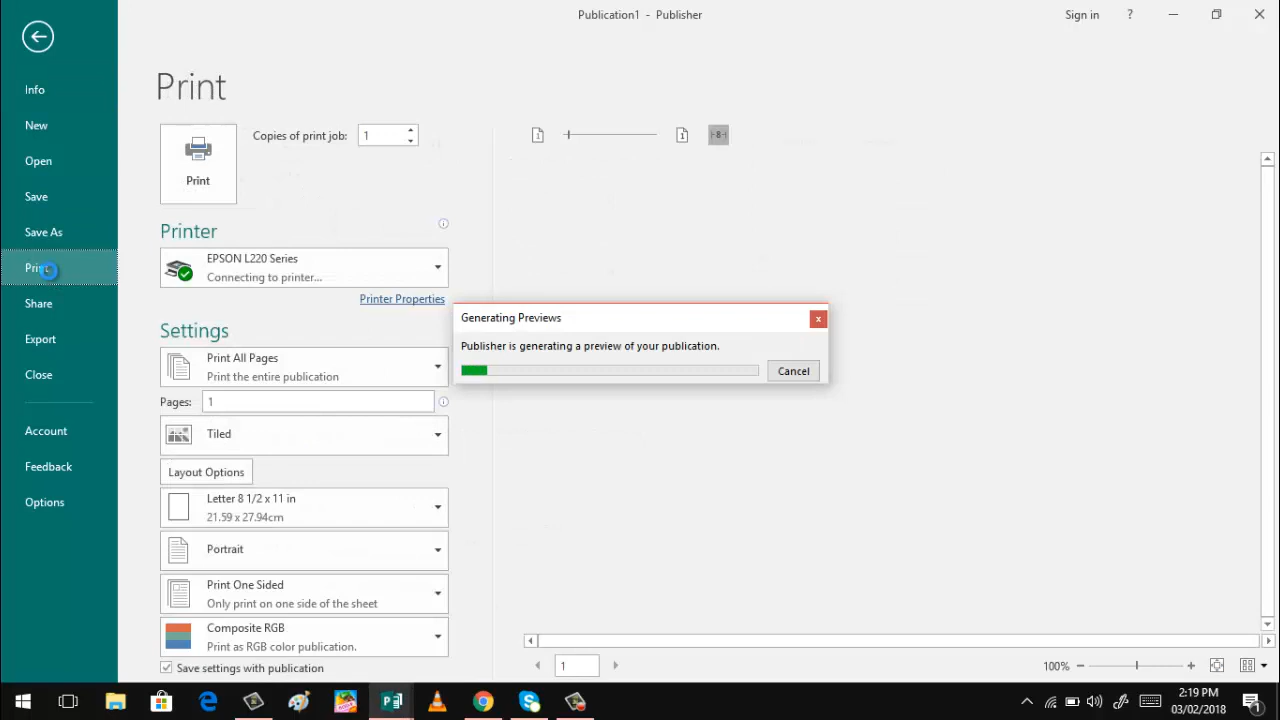 Publication1 - Publisher
Sign in
?
Info
New
Open
Save
Save As
Print
Share
Export
Close
Account
Feedback
Options
Print
Print
Copies of print job: 1
1
1
8
Printer
EPSON L220 Series
Connecting to printer...
Printer Properties
Settings
Print All Pages
Print the entire publication
Pages: 1
Tiled
Layout Options
Letter 8 1/2 x 11 in
21.59 x 27.94cm
Portrait
Print One Sided
Only print on one side of the sheet
Composite RGB
Print as RGB color publication.
Save settings with publication
Generating Previews
Publisher is generating a preview of your publication.
Cancel
1
100%
2:19 PM
03/02/2018
1